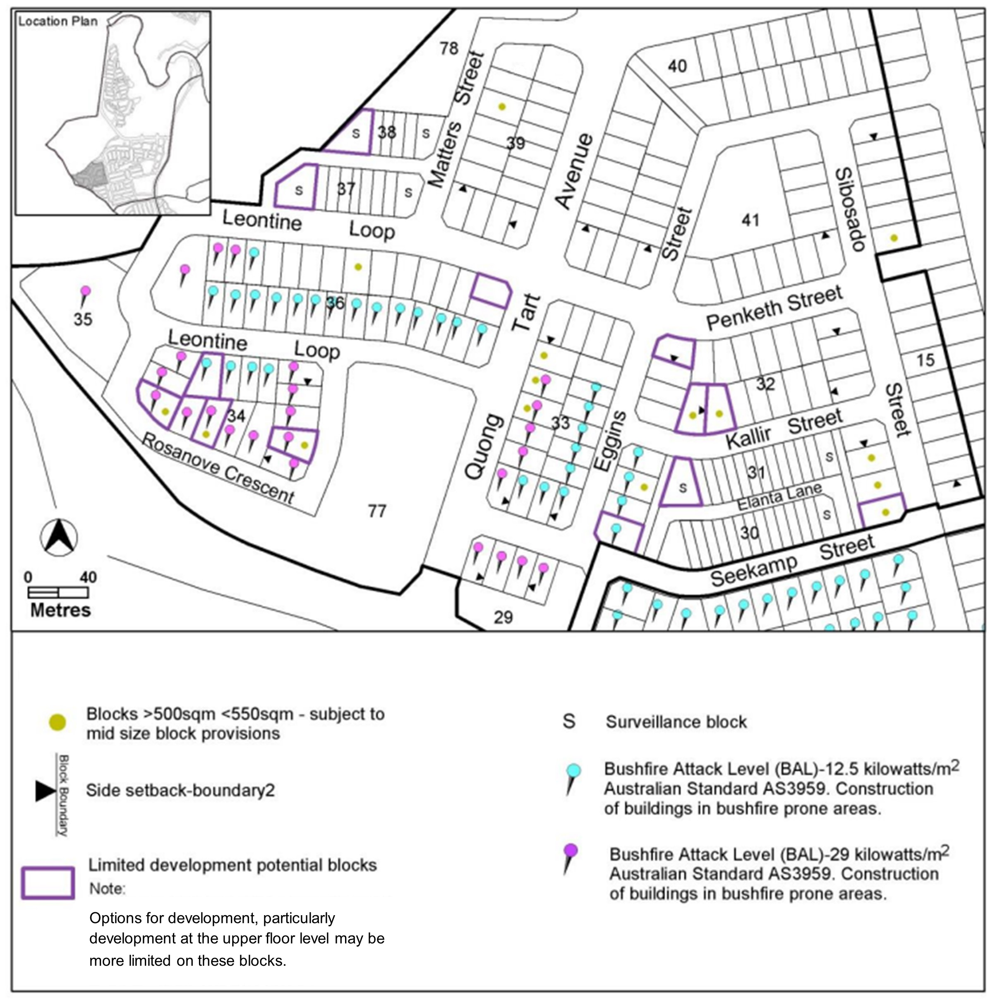 Location Plan
78
Matters Street
40
S
38
S
39
Avenue
S
37
S
Sibosado
41
Street
Leontine Loop
Penketh Street
36
Tart
35
Leontine Loop
15
32
Street
34
33
Kallir Street
Quong
Eggins
S
31
Rosanove Crescent
S
Elanta Lane
77
S
30
Seekamp Street
0 40
Metres
29
Blocks >500sqm <550sqm - subject to
mid size block provisions
Block Boundary
Side setback-boundary2
Limited development potential blocks
Note:
Options for development, particularly
development at the upper floor level may be
more limited on these blocks.
S Surveillance block
Bushfire Attack Level (BAL)-12.5 kilowatts/m2
Australian Standard AS3959. Construction
of buildings in bushfire prone areas.
Bushfire Attack Level (BAL)-29 kilowatts/m2
Australian Standard AS3959. Construction
of buildings in bushfire prone areas.